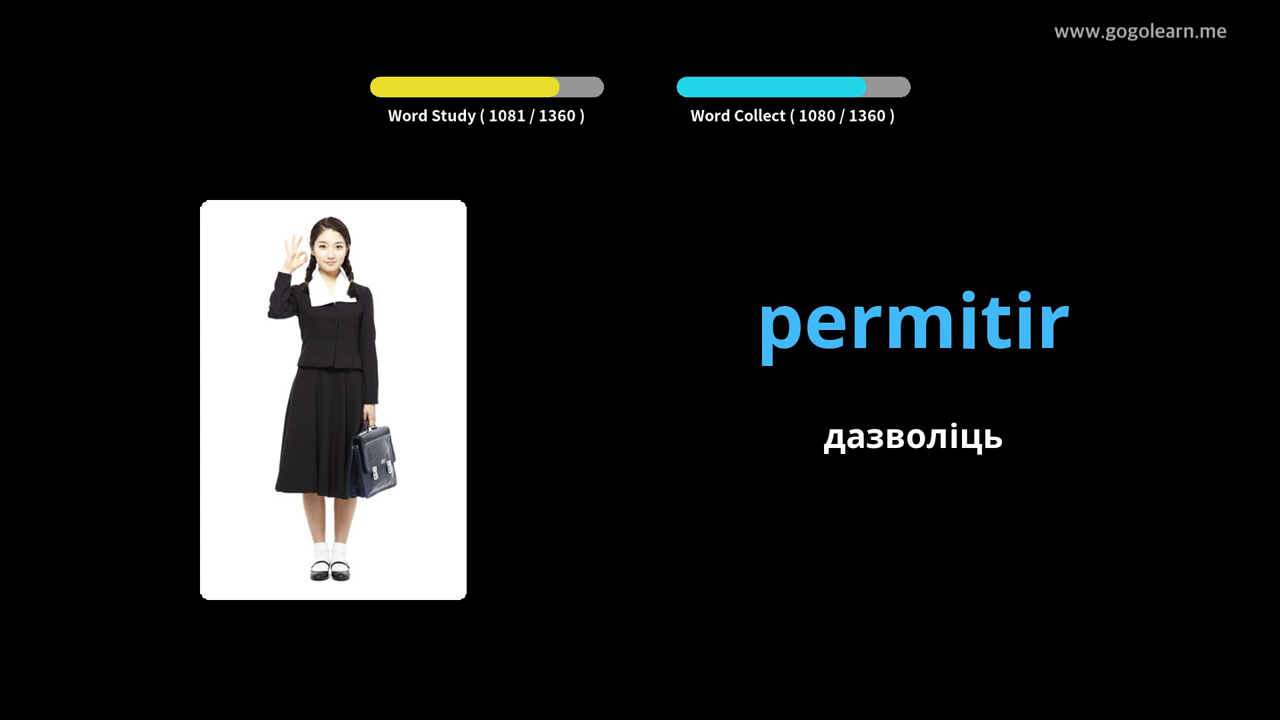 www.gogolearn.me
Word Study ( 1081 / 1360 )
Word Collect ( 1080 / 1360 )
permitir
дазволіць